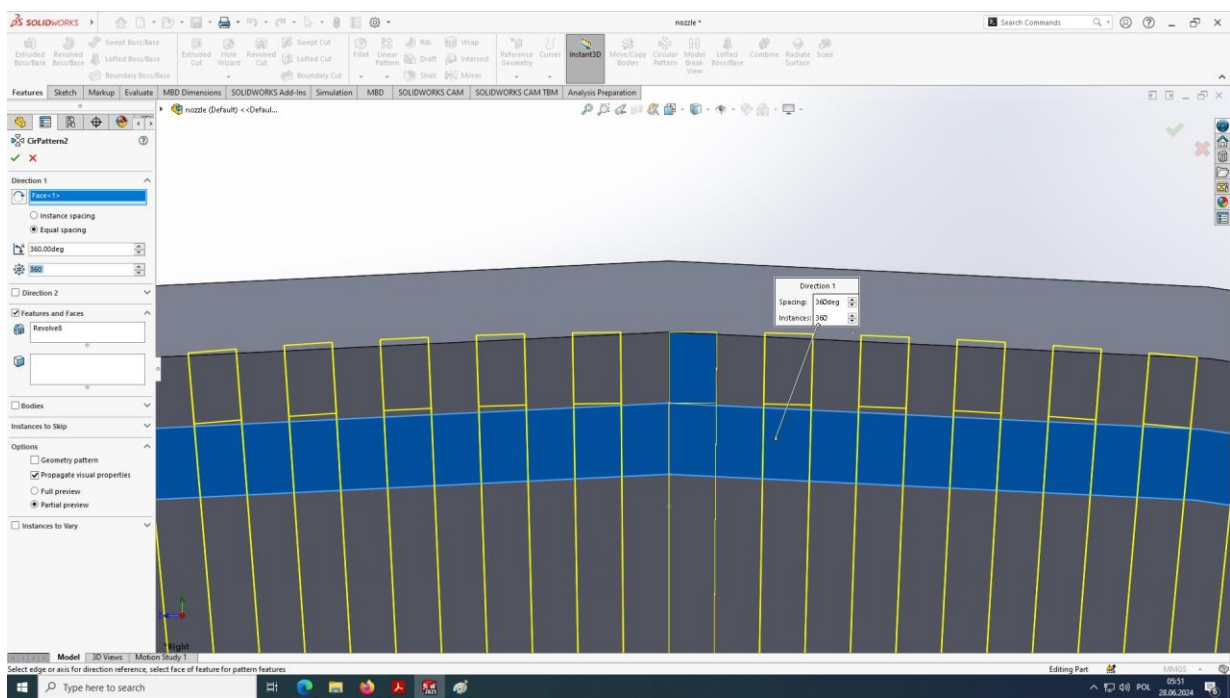 SOLIDWORKS
nozzle *
Search Commands
Extruded Boss/Base
Revolved Boss/Base
Swept Boss/Base
Lofted Boss/Base
Boundary Boss/Base
Extruded Cut
Hole Wizard
Revolved Cut
Swept Cut
Lofted Cut
Boundary Cut
Fillet
Linear Pattern
Rib
Draft
Shell
Wrap
Intersect
Mirror
Reference Geometry
Curves
Instant3D
Move/Copy Bodies
Circular Pattern
Model Break View
Lofted Boss/Base
Combine
Radiate Surface
Scale
Features Sketch Markup Evaluate MBD Dimensions SOLIDWORKS Add-Ins Simulation MBD SOLIDWORKS CAM SOLIDWORKS CAM TBM Analysis Preparation
nozzle (Default) <<Defaul...
CirPattern2
Direction 1
Face<1>
Instance spacing
Equal spacing
360.00deg
360
Direction 2
Features and Faces
Revolve8
Bodies
Instances to Skip
Options
Geometry pattern
Propagate visual properties
Full preview
Partial preview
Instances to Vary
Direction 1
Spacing: 360deg
Instances: 360
*Right
Model 3D Views Motion Study 1
Select edge or axis for direction reference, select face of feature for pattern features
Editing Part
MMGS
Type here to search
POL
05:51
28.06.2024